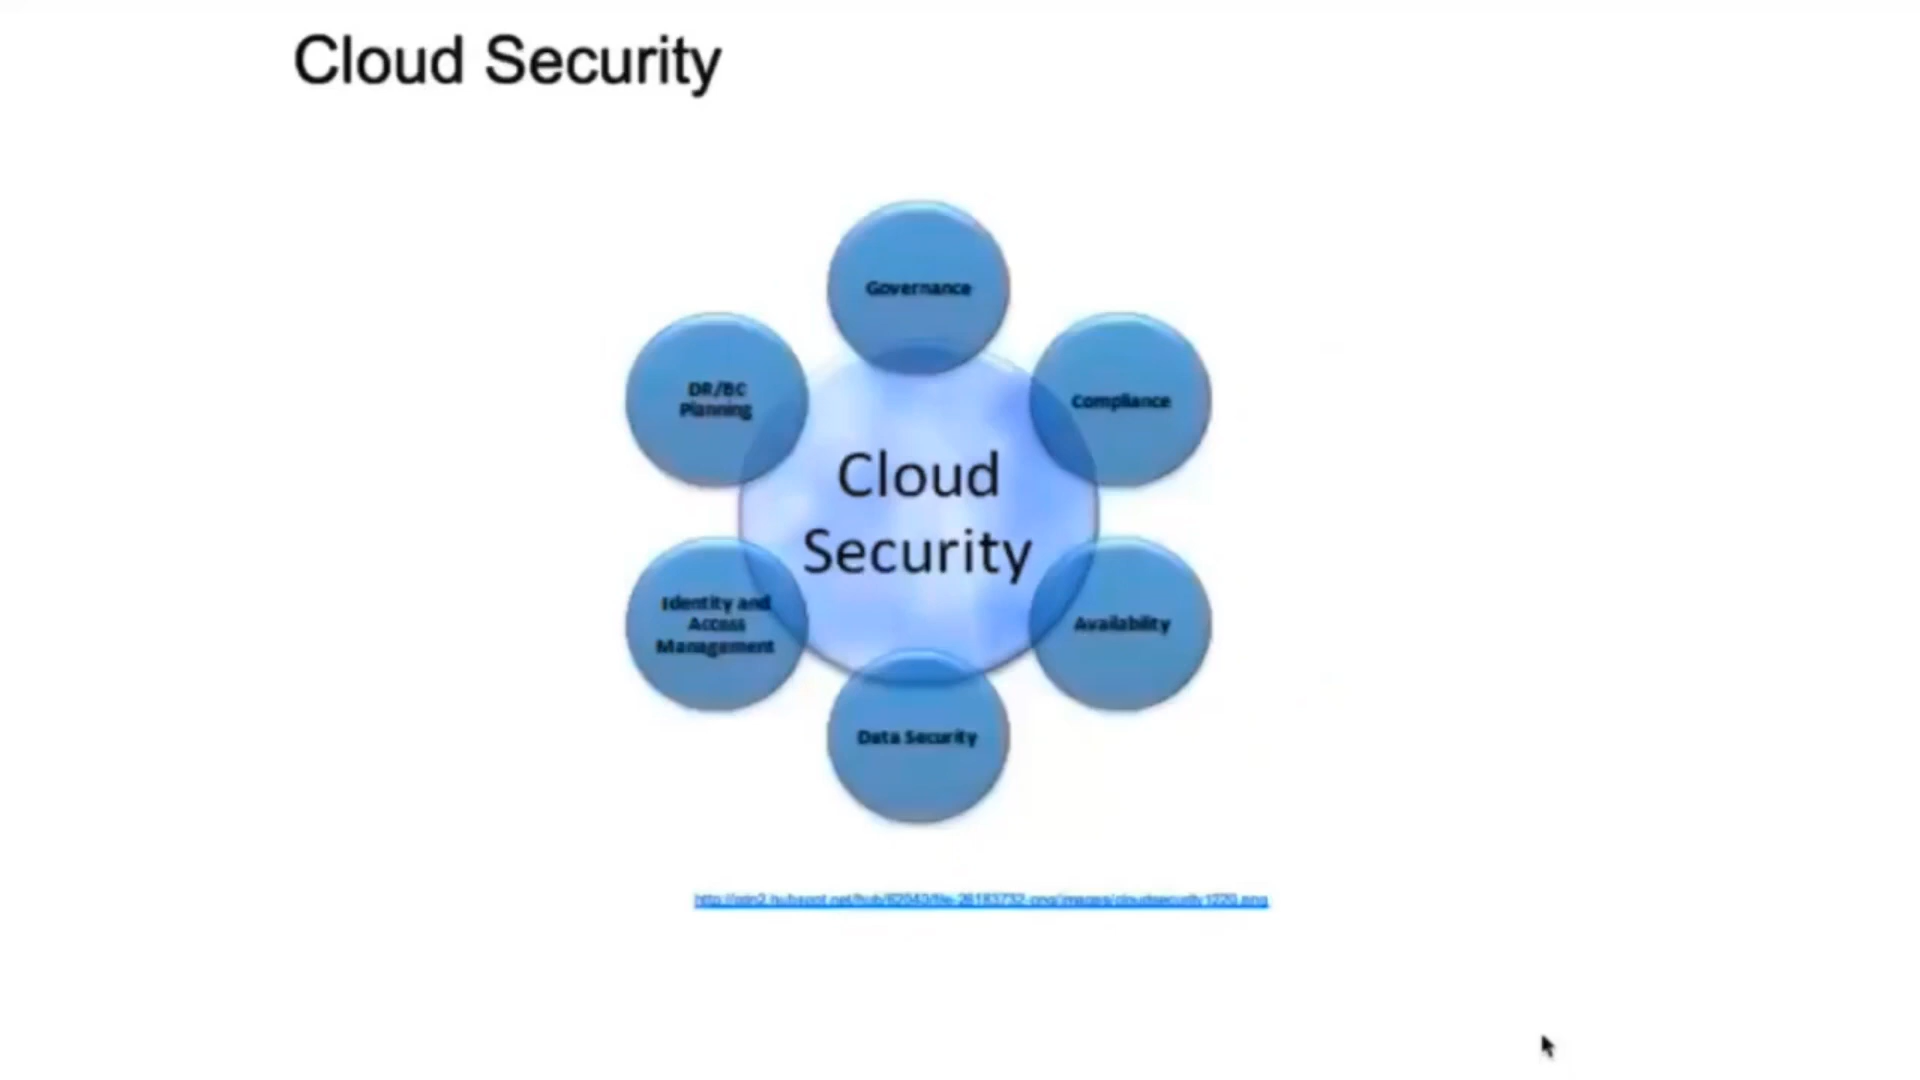 Cloud Security
Governance
DR/BC
Planning
Compliance
Cloud
Security
Identity and
Access
Management
Availability
Data Security